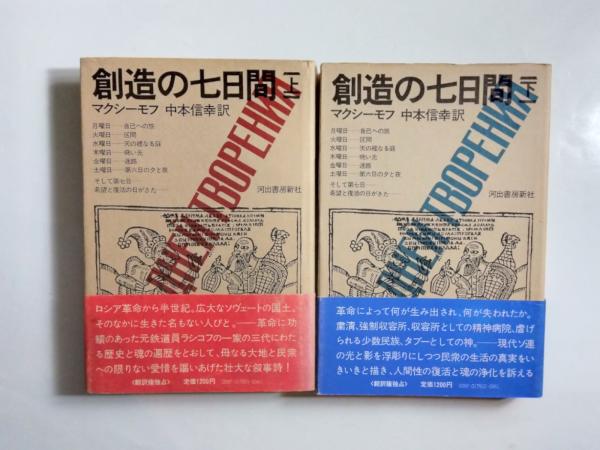 創造の七日間 上
マクシーモフ 中本信幸訳
月曜日──自己への旅
火曜日──区間
水曜日──天の裡なる庭
木曜日──晩い光
金曜日──迷路
土曜日──第六日の夕と夜
そして第七日──
希望と復活の日がきた──
河出書房新社
ТВОРЕНИЯ
ロシア革命から半世紀。広大なソヴェートの国土。
そのなかに生きた名もない人びと。──革命に功
績のあった元鉄道員ラシコフの一家の三代にわた
る歴史と魂の遍歴をとおして、母なる大地と民衆
への限りない愛情を謳いあげた壮大な叙事詩!
〈翻訳権独占〉 定価1200円
創造の七日間 下
マクシーモフ 中本信幸訳
月曜日──自己への旅
火曜日──区間
水曜日──天の裡なる庭
木曜日──晩い光
金曜日──迷路
土曜日──第六日の夕と夜
そして第七日──
希望と復活の日がきた──
河出書房新社
ТВОРЕНИЯ
革命によって何が生み出され、何が失われたか。
粛清、強制収容所、収容所としての精神病院、虐げ
られる少数民族、タブーとしての神。──現代ソ連
の光と影を浮彫りにしつつ民衆の生活の真実をい
きいきと描き、人間性の復活と魂の浄化を訴える
〈翻訳権独占〉 定価1200円